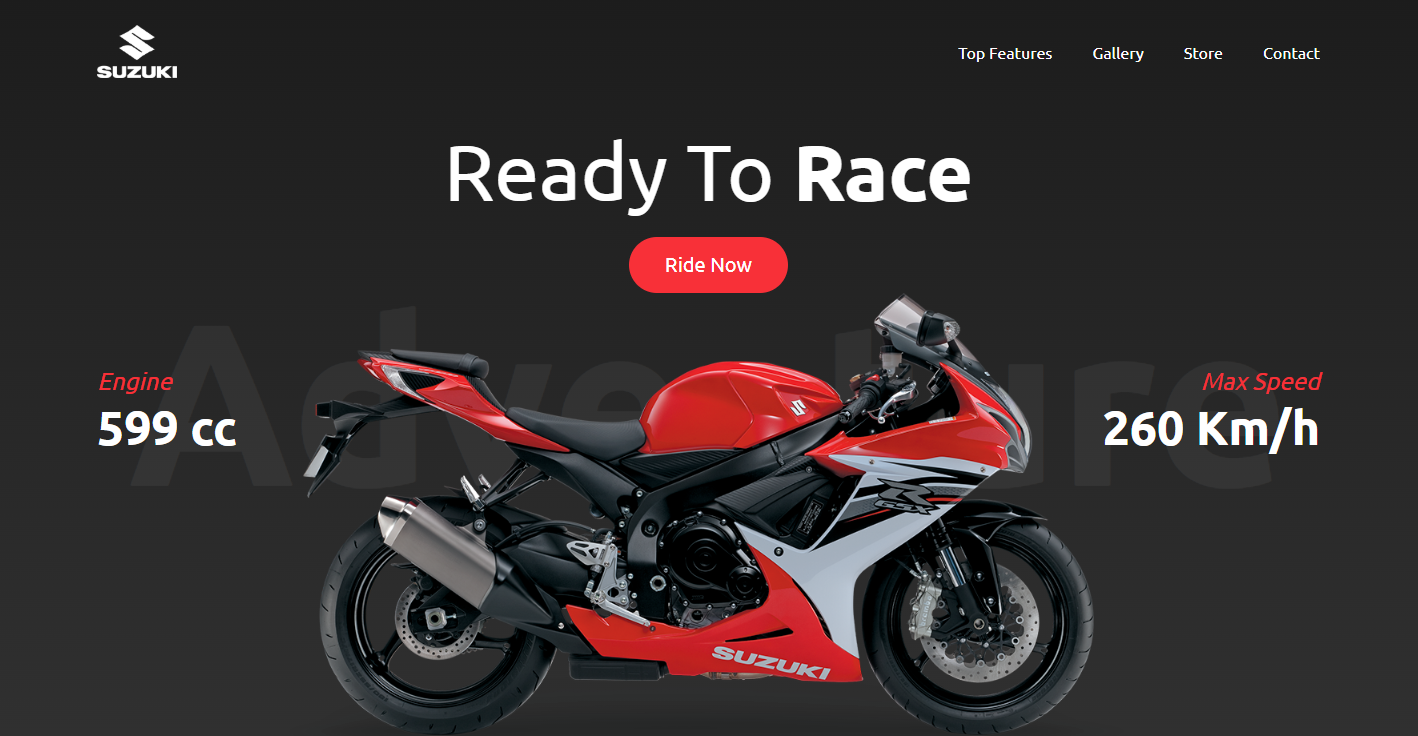 SUZUKI
Top Features Gallery Store Contact
Ready To Race
Ride Now
Adventure
Engine
599 cc
Max Speed
260 Km/h
R
GSX
SUZUKI